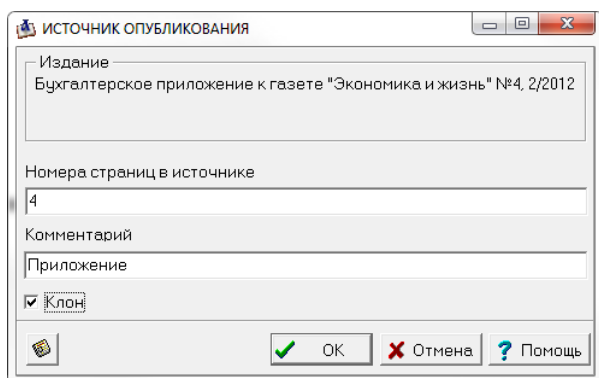 ИСТОЧНИК ОПУБЛИКОВАНИЯ
Издание
Бухгалтерское приложение к газете "Экономика и жизнь" №4, 2/2012
Номера страниц в источнике
4
Комментарий
Приложение
Клон
OK
Отмена
? Помощь